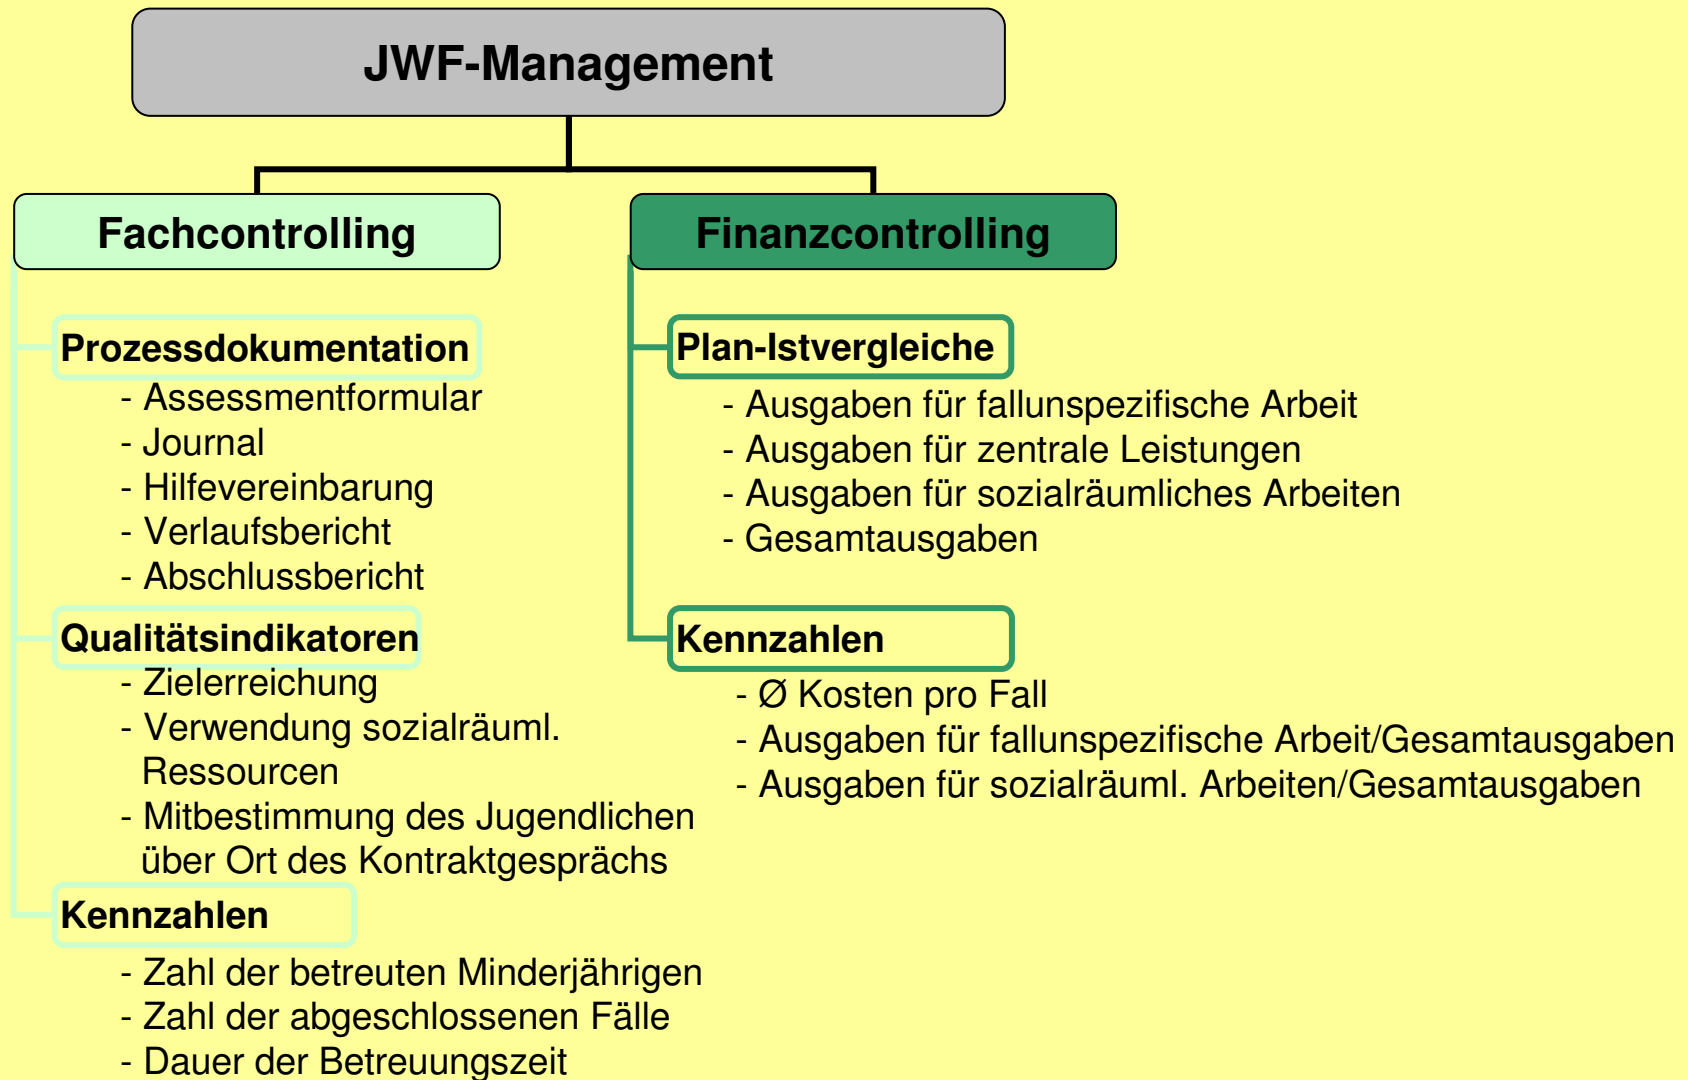 JWF-Management
Fachcontrolling
Prozessdokumentation
- Assessmentformular
- Journal
- Hilfevereinbarung
- Verlaufsbericht
- Abschlussbericht
Qualitätsindikatoren
- Zielerreichung
- Verwendung sozialräuml.
Ressourcen
- Mitbestimmung des Jugendlichen
über Ort des Kontraktgesprächs
Kennzahlen
- Zahl der betreuten Minderjährigen
- Zahl der abgeschlossenen Fälle
- Dauer der Betreuungszeit
Finanzcontrolling
Plan-Istvergleiche
- Ausgaben für fallunspezifische Arbeit
- Ausgaben für zentrale Leistungen
- Ausgaben für sozialräumliches Arbeiten
- Gesamtausgaben
Kennzahlen
- Ø Kosten pro Fall
- Ausgaben für fallunspezifische Arbeit/Gesamtausgaben
- Ausgaben für sozialräuml. Arbeiten/Gesamtausgaben